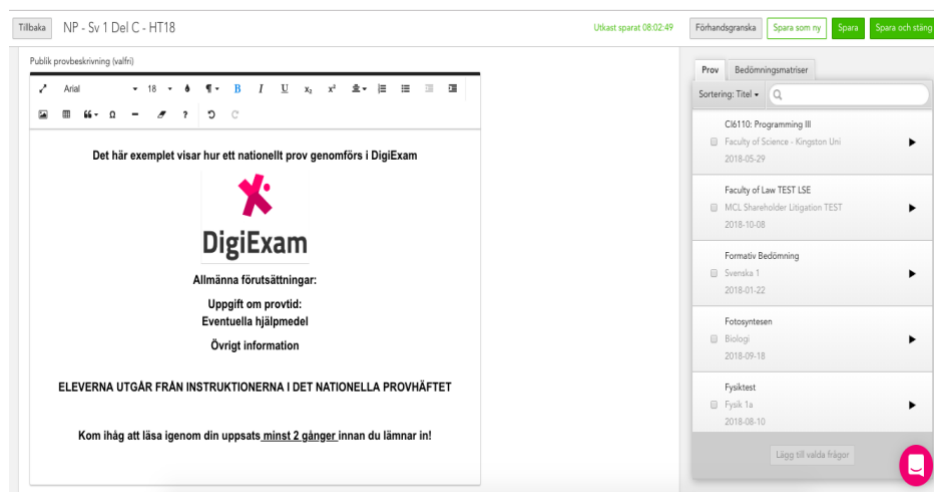 Tillbaka NP - Sv 1 Del C - HT18 Utkast sparat 08:02:49 Förhandsgranska Spara som ny Spara Spara och stäng
Publik provbeskrivning (valfri)
Arial 18 B I U x₂ x²
Ω ?
Det här exemplet visar hur ett nationellt prov genomförs i DigiExam
DigiExam
Allmänna förutsättningar:
Uppgift om provtid:
Eventuella hjälpmedel
Övrigt information
ELEVERNA UTGÅR FRÅN INSTRUKTIONERNA I DET NATIONELLA PROVHÄFTET
Kom ihåg att läsa igenom din uppsats minst 2 gånger innan du lämnar in!
Prov Bedömningsmatriser
Sortering: Titel
CI6110: Programming III
Faculty of Science - Kingston Uni
2018-05-29
Faculty of Law TEST LSE
MCL Shareholder Litigation TEST
2018-10-08
Formativ Bedömning
Svenska 1
2018-01-22
Fotosyntesen
Biologi
2018-09-18
Fysiktest
Fysik 1a
2018-08-10
Lägg till valda frågor